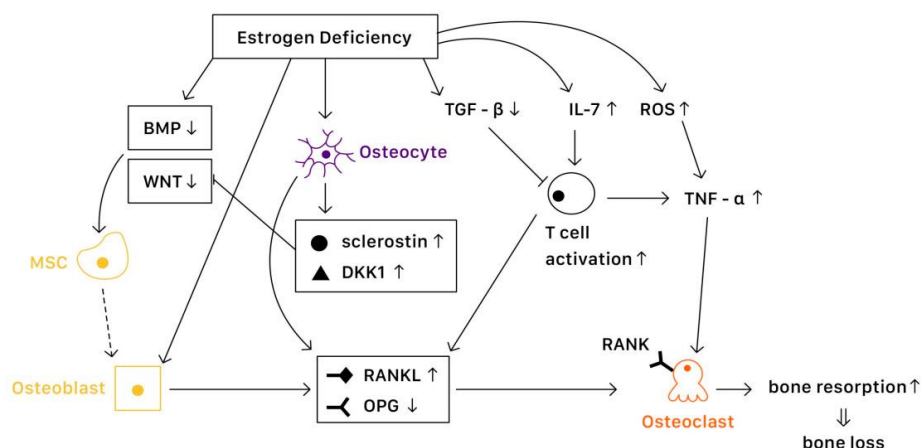 Estrogen Deficiency
BMP ↓
WNT ↓
TGF - β ↓
IL-7 ↑
ROS ↑
Osteocyte
TNF - α ↑
T cell
activation ↑
sclerostin ↑
DKK1 ↑
MSC
Osteoblast
RANKL ↑
OPG ↓
RANK
Osteoclast
bone resorption ↑
⇓
bone loss